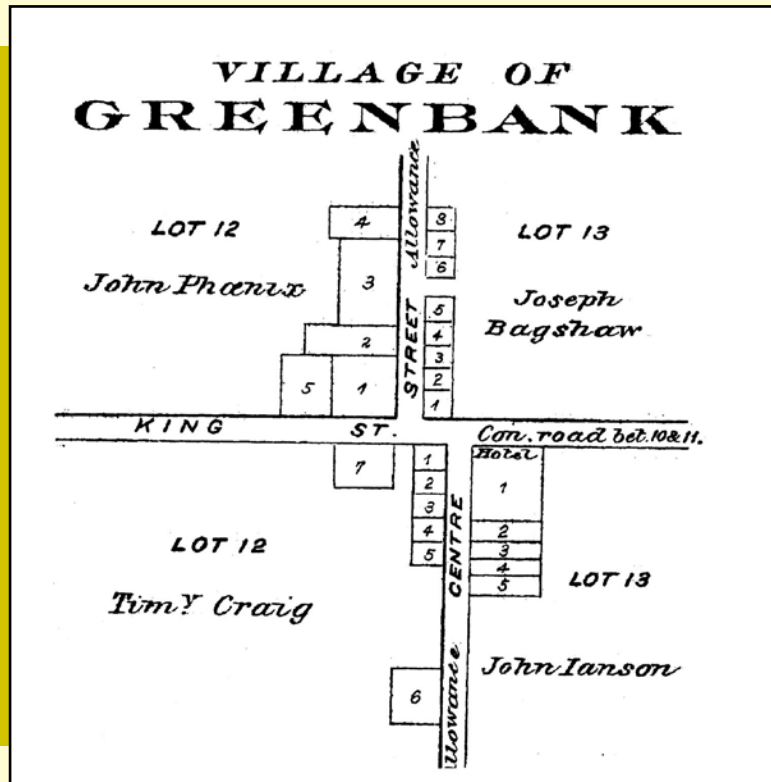 VILLAGE OF
GREENBANK
LOT 12
John Phœnix
4
3
2
5 1
Allowance
STREET
8
7
6
5
4
3
2
1
LOT 13
Joseph
Bagshaw
KING ST. Con. road bet. 10 & 11.
7
1
2
3
4
5
LOT 12
Tim.y Craig
6
CENTRE
Allowance
Hotel
1
2
3
4
5
LOT 13
John Ianson